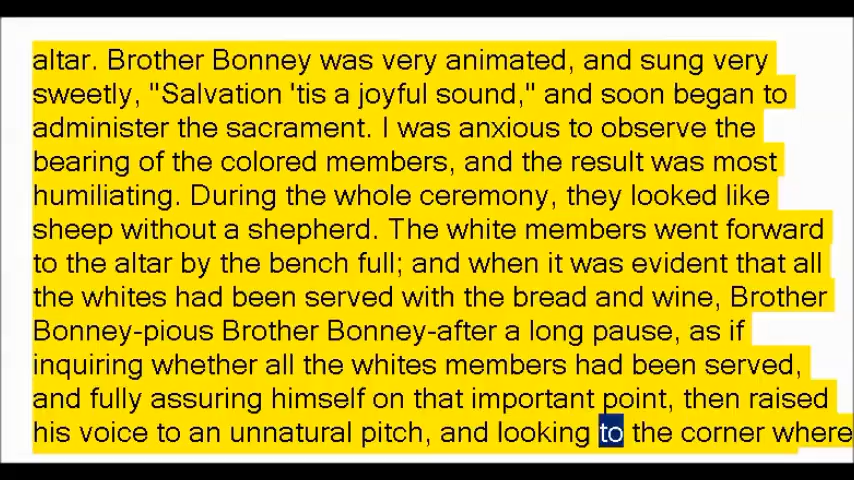 altar. Brother Bonney was very animated, and sung very
sweetly, "Salvation 'tis a joyful sound," and soon began to
administer the sacrament. I was anxious to observe the
bearing of the colored members, and the result was most
humiliating. During the whole ceremony, they looked like
sheep without a shepherd. The white members went forward
to the altar by the bench full; and when it was evident that all
the whites had been served with the bread and wine, Brother
Bonney-pious Brother Bonney-after a long pause, as if
inquiring whether all the whites members had been served,
and fully assuring himself on that important point, then raised
his voice to an unnatural pitch, and looking to the corner where